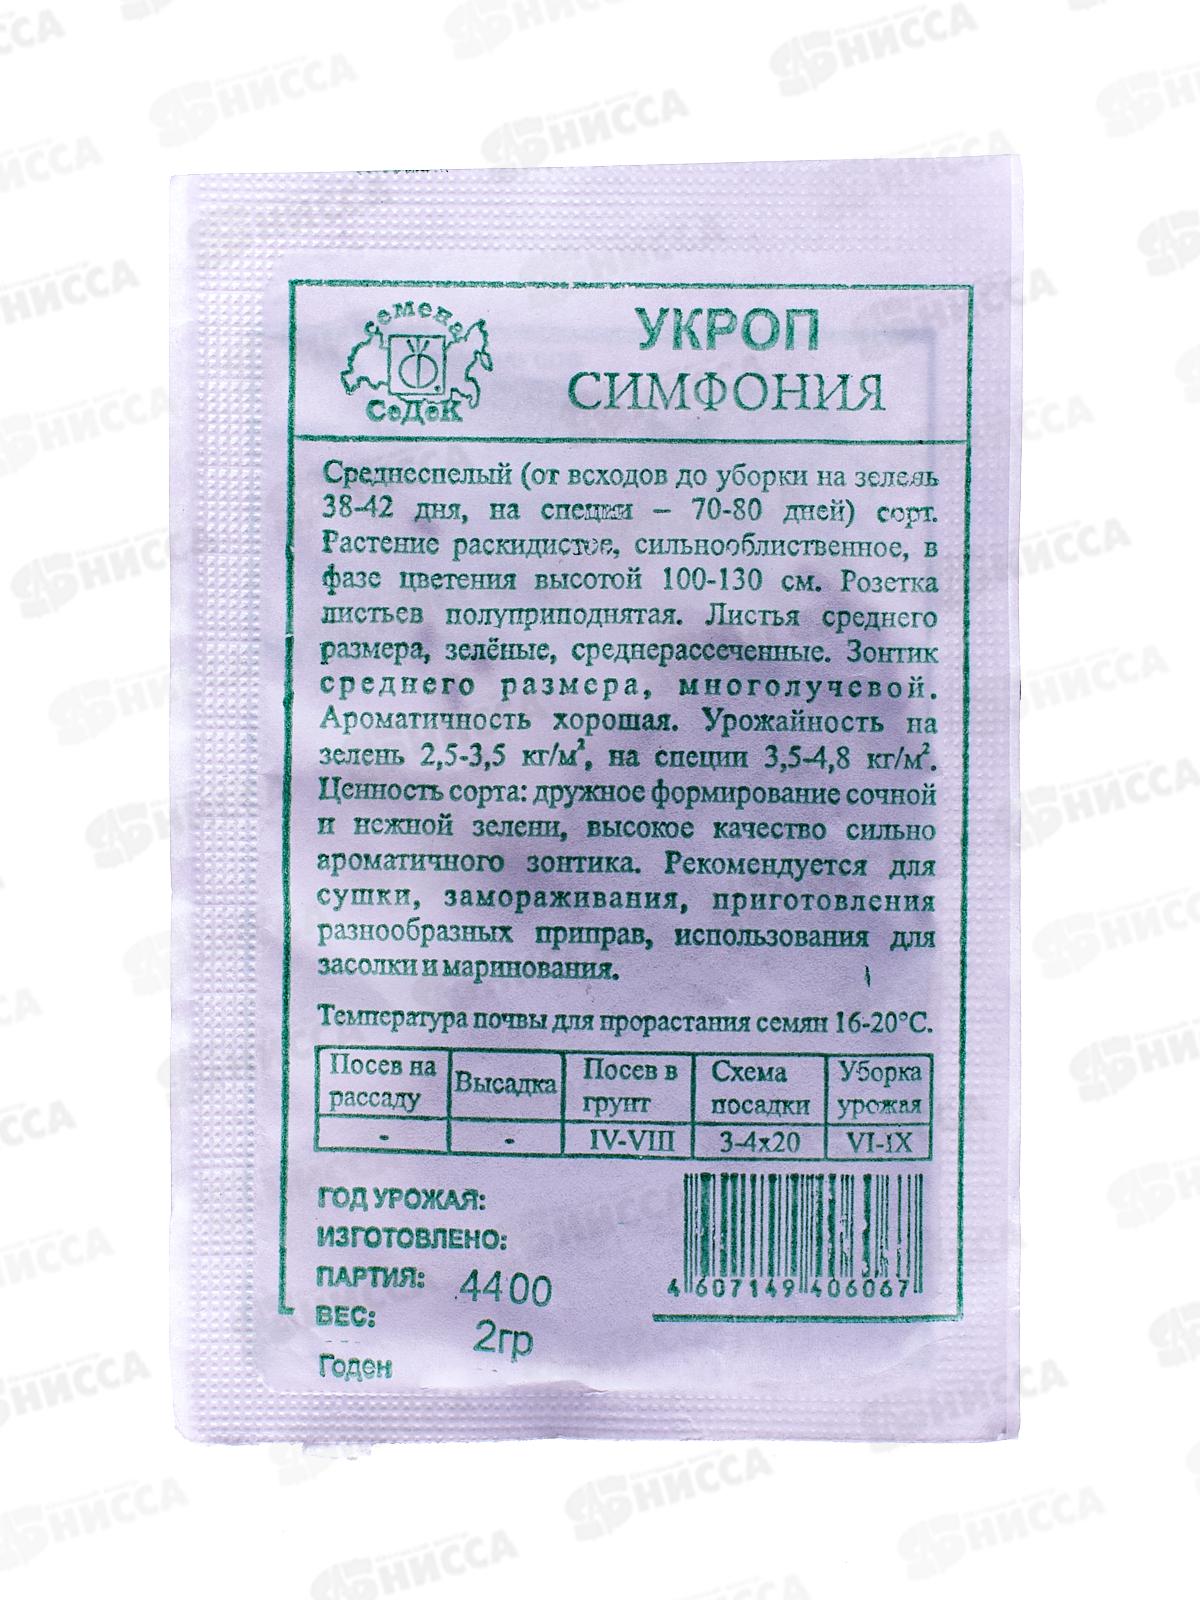 семена
СеДеК
УКРОП
СИМФОНИЯ
Среднеспелый (от всходов до уборки на зелень
38-42 дня, на специи – 70-80 дней) сорт.
Растение раскидистое, сильнооблиственное, в
фазе цветения высотой 100-130 см. Розетка
листьев полуприподнятая. Листья среднего
размера, зелёные, среднерассеченные. Зонтик
среднего размера, многолучевой.
Ароматичность хорошая. Урожайность на
зелень 2,5-3,5 кг/м², на специи 3,5-4,8 кг/м².
Ценность сорта: дружное формирование сочной
и нежной зелени, высокое качество сильно
ароматичного зонтика. Рекомендуется для
сушки, замораживания, приготовления
разнообразных приправ, использования для
засолки и маринования.
Температура почвы для прорастания семян 16-20°С.
Посев на рассаду Высадка Посев в грунт Схема посадки Уборка урожая
- - IV-VIII 3-4х20 VI-IX
ГОД УРОЖАЯ:
ИЗГОТОВЛЕНО:
ПАРТИЯ: 4400
ВЕС: 2гр
Годен
4 607149 406067
НИССА